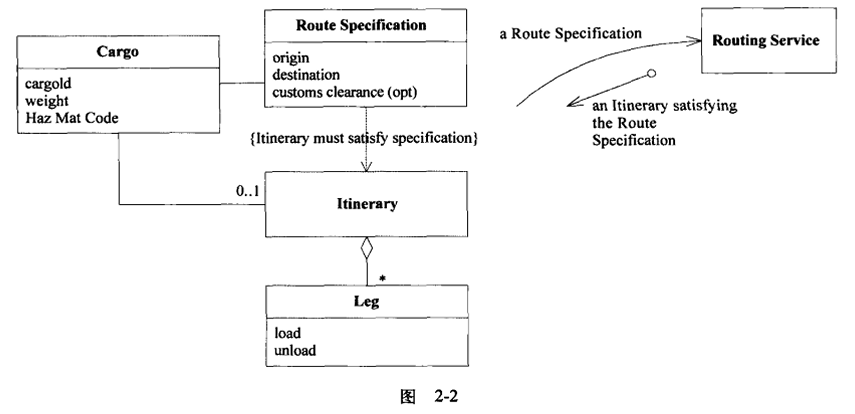 Cargo
cargoId
weight
Haz Mat Code
Route Specification
origin
destination
customs clearance (opt)
{Itinerary must satisfy specification}
0..1
Itinerary
*
Leg
load
unload
a Route Specification
Routing Service
an Itinerary satisfying
the Route
Specification
图 2-2